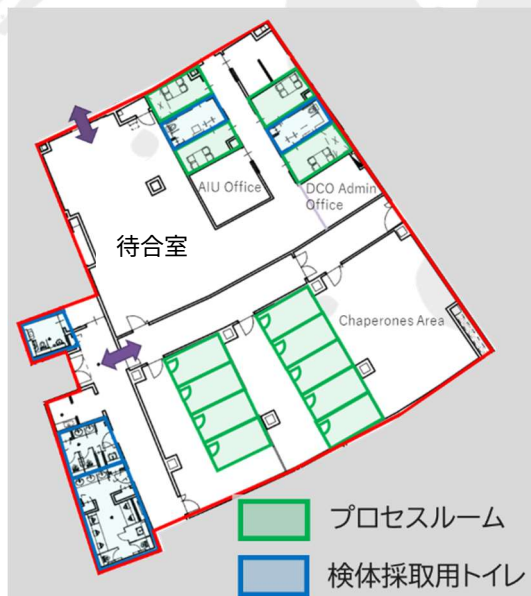 AIU Office
DCO Admin
Office
待合室
Chaperones Area
プロセスルーム
検体採取用トイレ